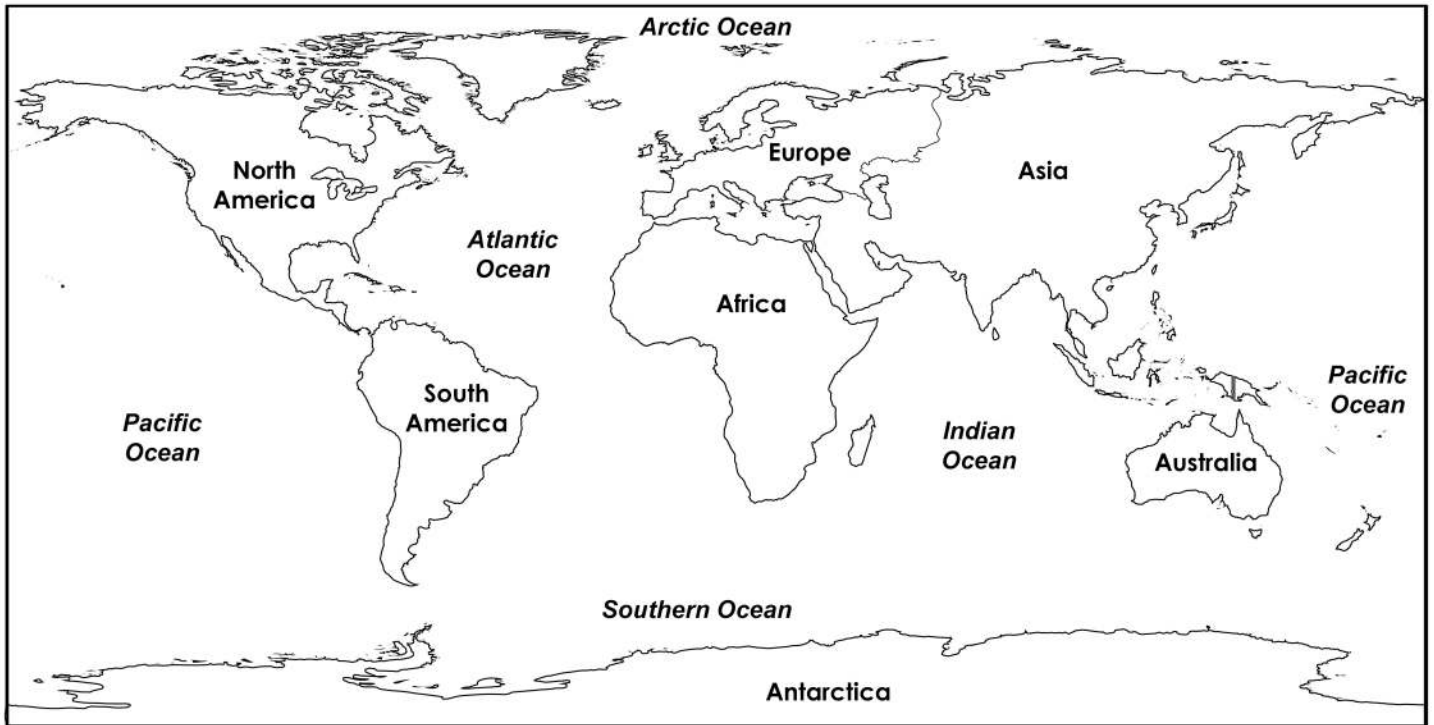 Arctic Ocean
North
America
Europe
Asia
Atlantic
Ocean
Africa
South
America
Pacific
Ocean
Pacific
Ocean
Indian
Ocean
Australia
Southern Ocean
Antarctica